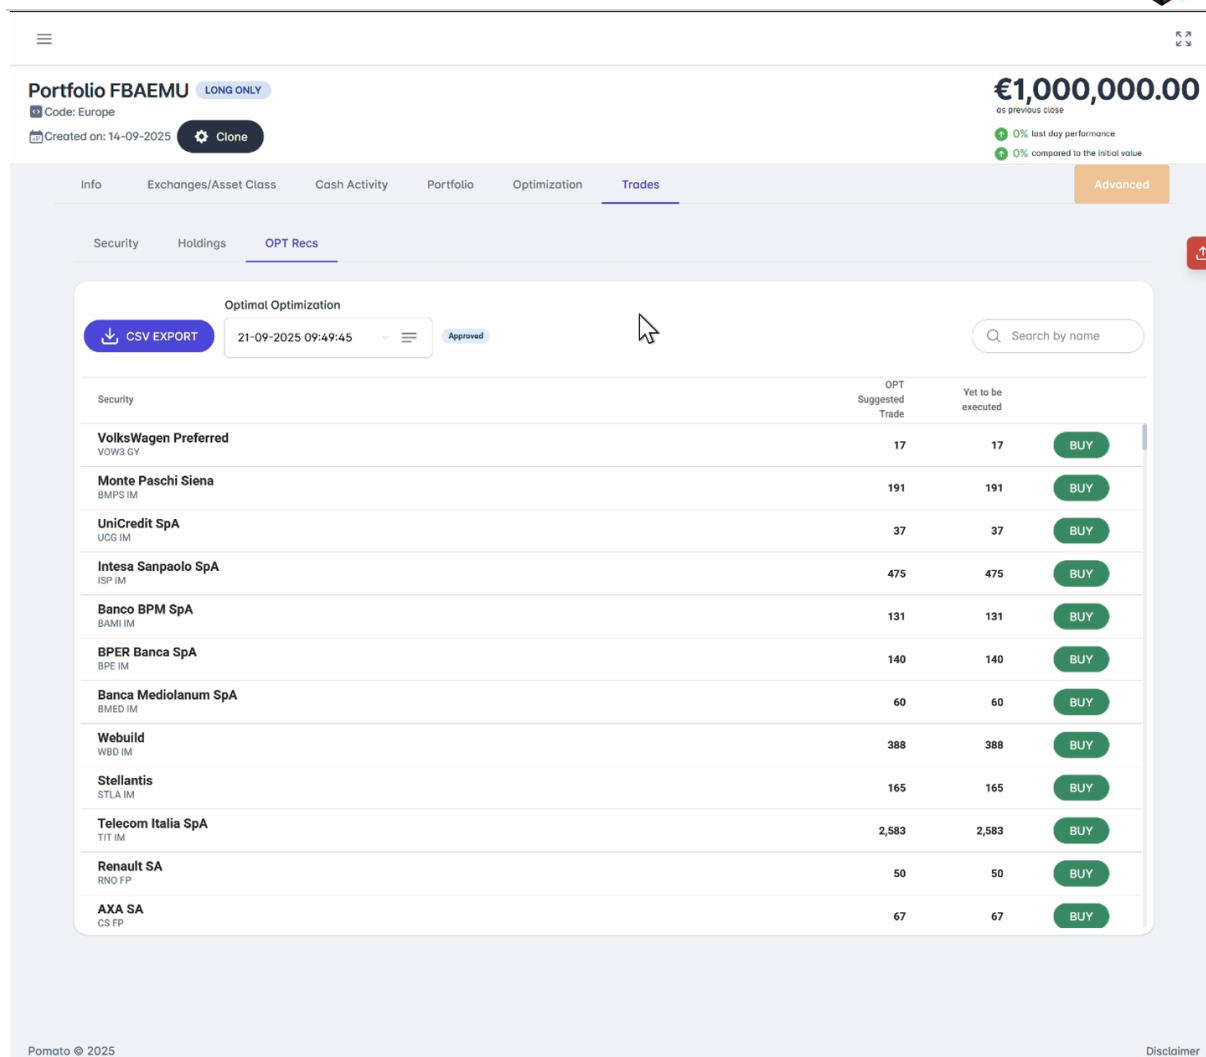 Portfolio FBAEMU LONG ONLY
Code: Europe
Created on: 14-09-2025 Clone
€1,000,000.00
as previous close
0% last day performance
0% compared to the initial value
Info Exchanges/Asset Class Cash Activity Portfolio Optimization Trades Advanced
Security Holdings OPT Recs
Optimal Optimization
CSV EXPORT 21-09-2025 09:49:45 Approved Search by name
Security OPT Suggested Trade Yet to be executed
VolksWagen Preferred 17 17 BUY
VOW3 GY
Monte Paschi Siena 191 191 BUY
BMPS IM
UniCredit SpA 37 37 BUY
UCG IM
Intesa Sanpaolo SpA 475 475 BUY
ISP IM
Banco BPM SpA 131 131 BUY
BAMI IM
BPER Banca SpA 140 140 BUY
BPE IM
Banca Mediolanum SpA 60 60 BUY
BMED IM
Webuild 388 388 BUY
WBD IM
Stellantis 165 165 BUY
STLA IM
Telecom Italia SpA 2,583 2,583 BUY
TIT IM
Renault SA 50 50 BUY
RNO FP
AXA SA 67 67 BUY
CS FP
Pomato © 2025 Disclaimer